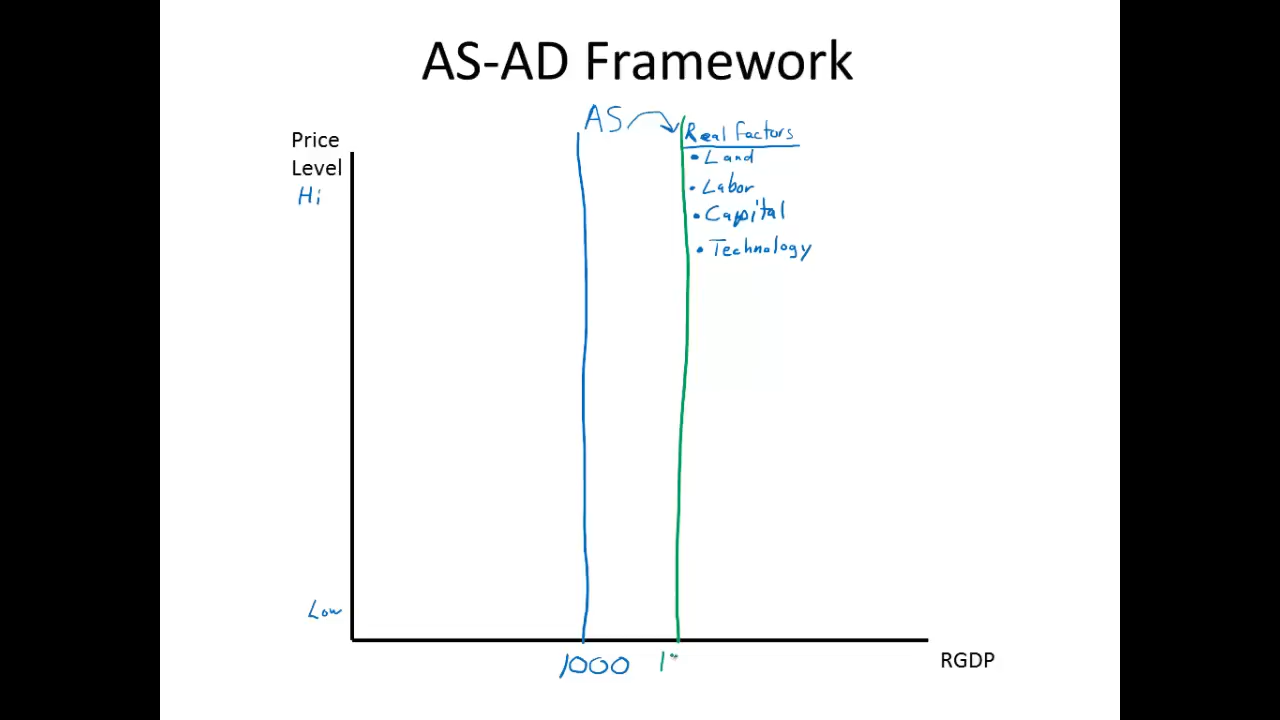 AS-AD Framework
AS
Price
Level
Hi
Real Factors
• Land
• Labor
• Capital
• Technology
Low
1000
RGDP